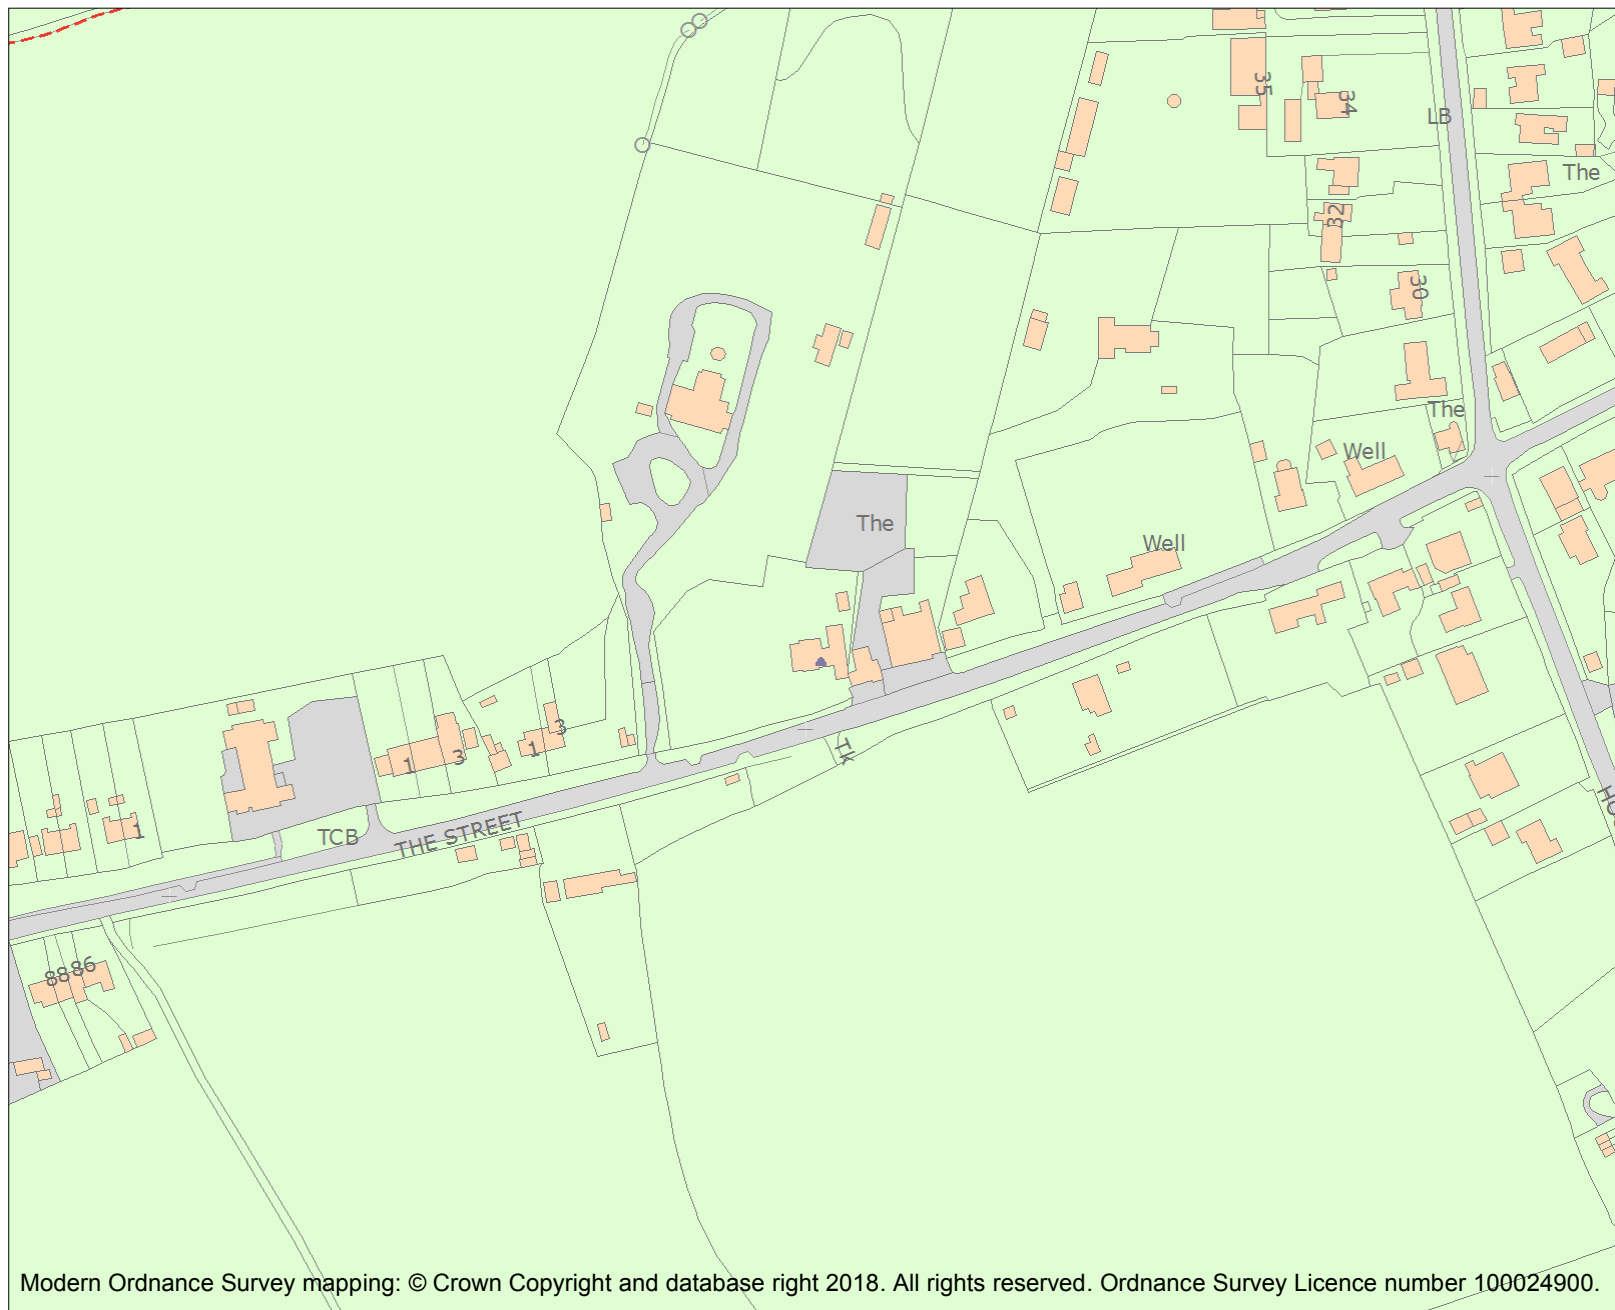 35
34
LB
The
32
30
The
Well
The
Well
TK
3
1
3
1
1
TCB
THE STREET
88
86
Modern Ordnance Survey mapping: © Crown Copyright and database right 2018. All rights reserved. Ordnance Survey Licence number 100024900.